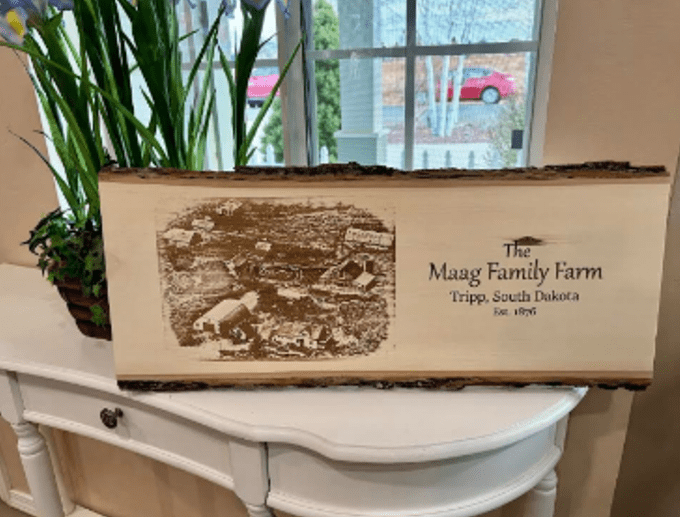 The
Maag Family Farm
Tripp, South Dakota
Est. 1876